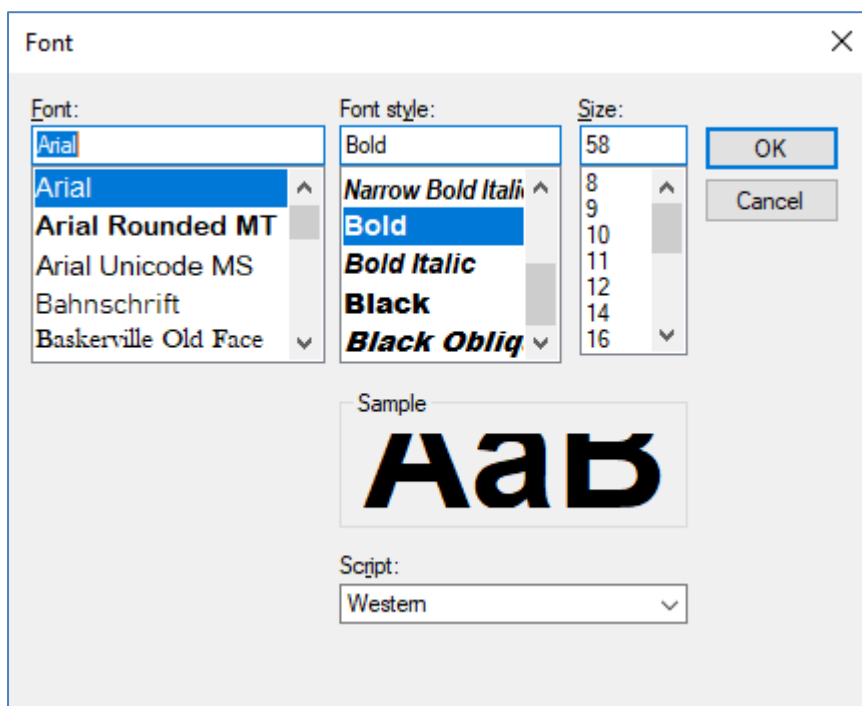 Font
Font:
Arial
Arial
Arial Rounded MT
Arial Unicode MS
Bahnschrift
Baskerville Old Face
Font style:
Bold
Narrow Bold Italic
Bold
Bold Italic
Black
Black Obliq
Size:
58
8
9
10
11
12
14
16
OK
Cancel
Sample
AaB
Script:
Western